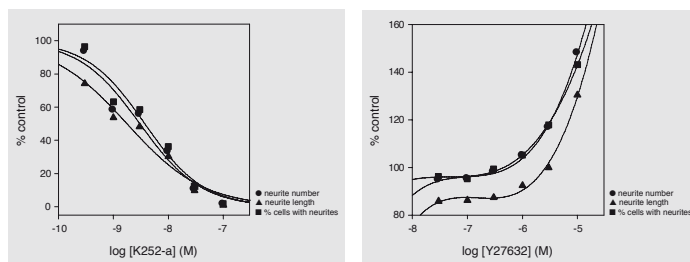 100
80
60
40
20
0
% control
-10 -9 -8 -7
log [K252-a] (M)
neurite number
neurite length
% cells with neurites
160
140
120
100
80
% control
-8 -7 -6 -5
log [Y27632] (M)
neurite number
neurite length
% cells with neurites